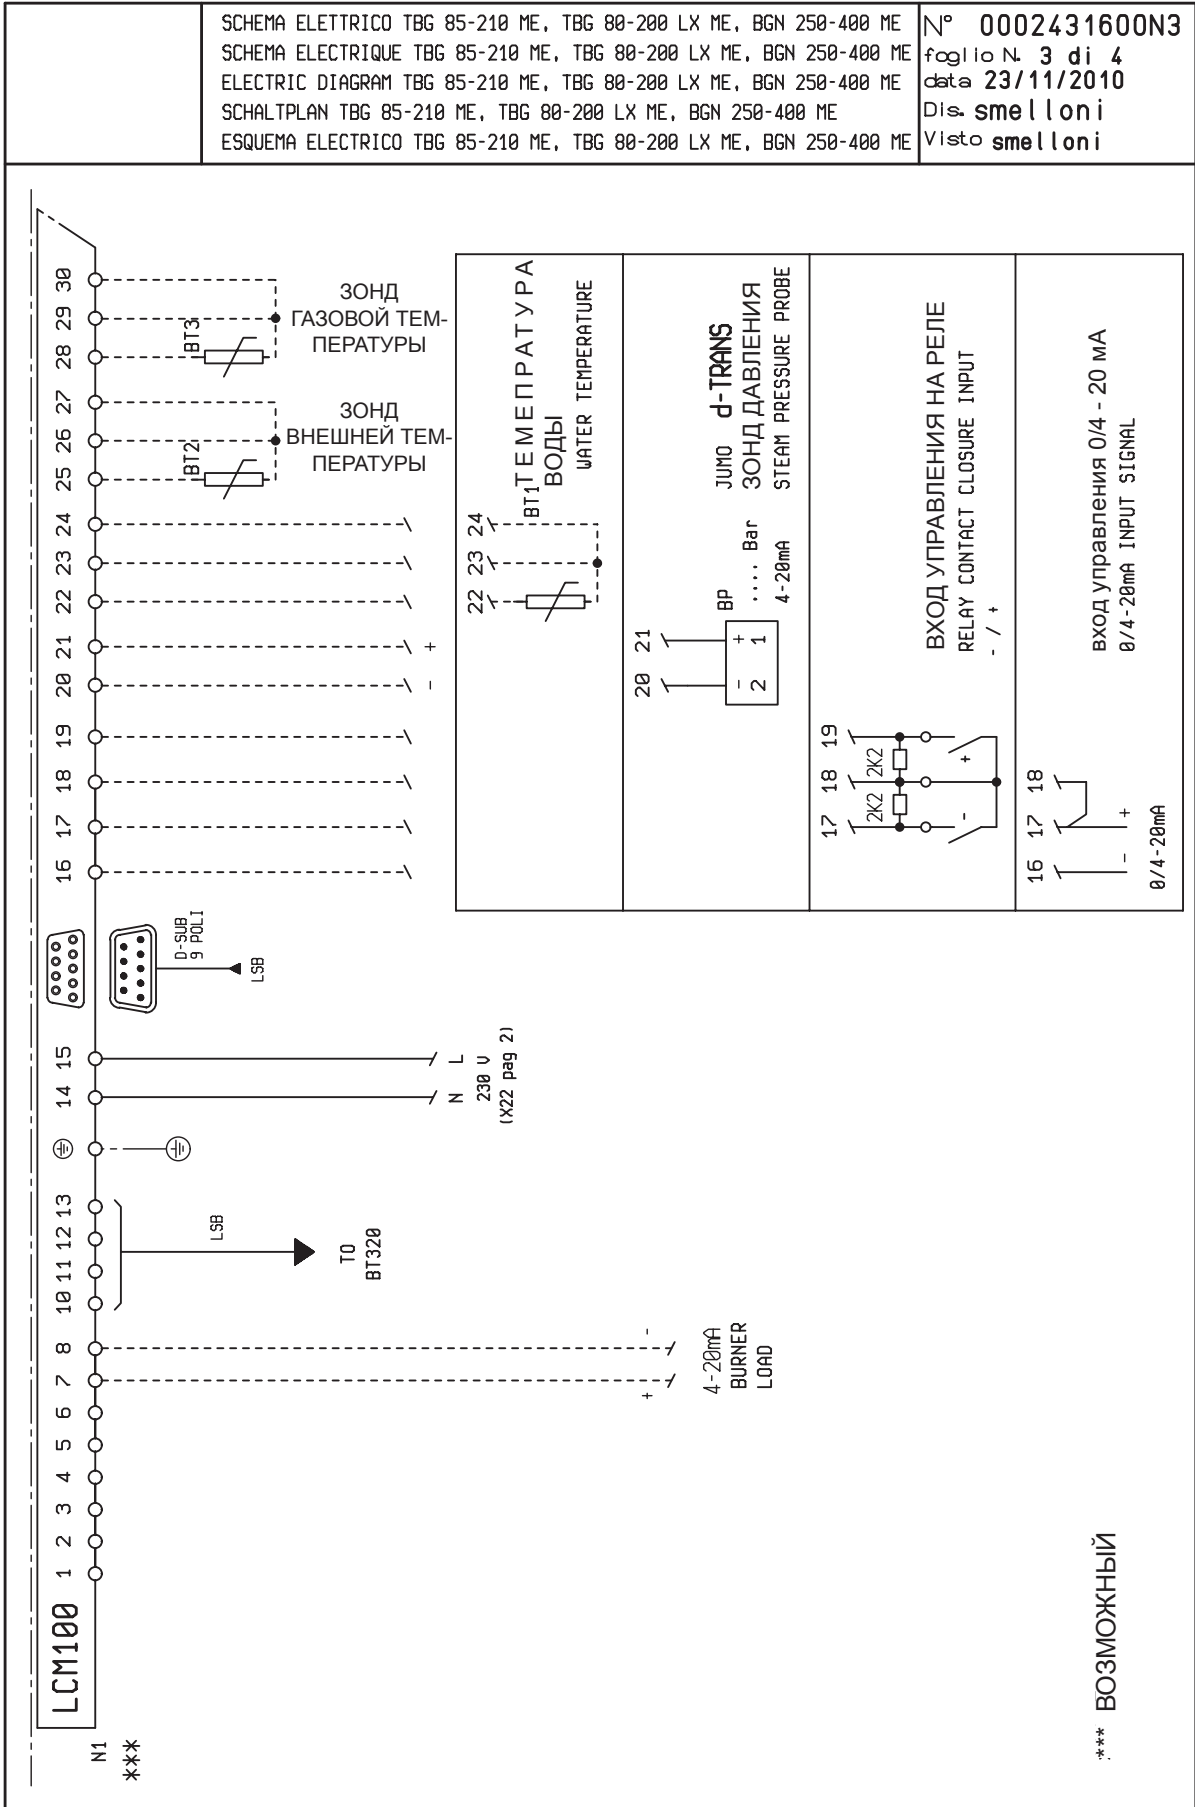 SCHEMA ELETTRICO TBG 85-210 ME, TBG 80-200 LX ME, BGN 250-400 ME
SCHEMA ELECTRIQUE TBG 85-210 ME, TBG 80-200 LX ME, BGN 250-400 ME
ELECTRIC DIAGRAM TBG 85-210 ME, TBG 80-200 LX ME, BGN 250-400 ME
SCHALTPLAN TBG 85-210 ME, TBG 80-200 LX ME, BGN 250-400 ME
ESQUEMA ELECTRICO TBG 85-210 ME, TBG 80-200 LX ME, BGN 250-400 ME
N° 0002431600N3
foglio N. 3 di 4
data 23/11/2010
Dis. smelloni
Visto smelloni
30
29
28
27
26
25
24
23
22
21
20
19
18
17
16
15
14
13
12
11
10
8
7
6
5
4
3
2
1
LCM100
N1
***
BT3
ЗОНД
ГАЗОВОЙ ТЕМ-
ПЕРАТУРЫ
BT2
ЗОНД
ВНЕШНЕЙ ТЕМ-
ПЕРАТУРЫ
+
-
D-SUB
9 POLI
LSB
N L
230 V
(X22 pag 2)
LSB
TO
BT320
+ -
4-20mA
BURNER
LOAD
22 23 24
BT1
ТЕМЕПРАТУРА
ВОДЫ
WATER TEMPERATURE
20 21
- +
2 1
BP
.... Bar
4-20mA
JUMO d-TRANS
ЗОНД ДАВЛЕНИЯ
STEAM PRESSURE PROBE
17 18 19
2K2 2K2
- +
ВХОД УПРАВЛЕНИЯ НА РЕЛЕ
RELAY CONTACT CLOSURE INPUT
- / +
16 17 18
- +
0/4-20mA
вход управления 0/4 - 20 мА
0/4-20mA INPUT SIGNAL
:*** ВОЗМОЖНЫЙ